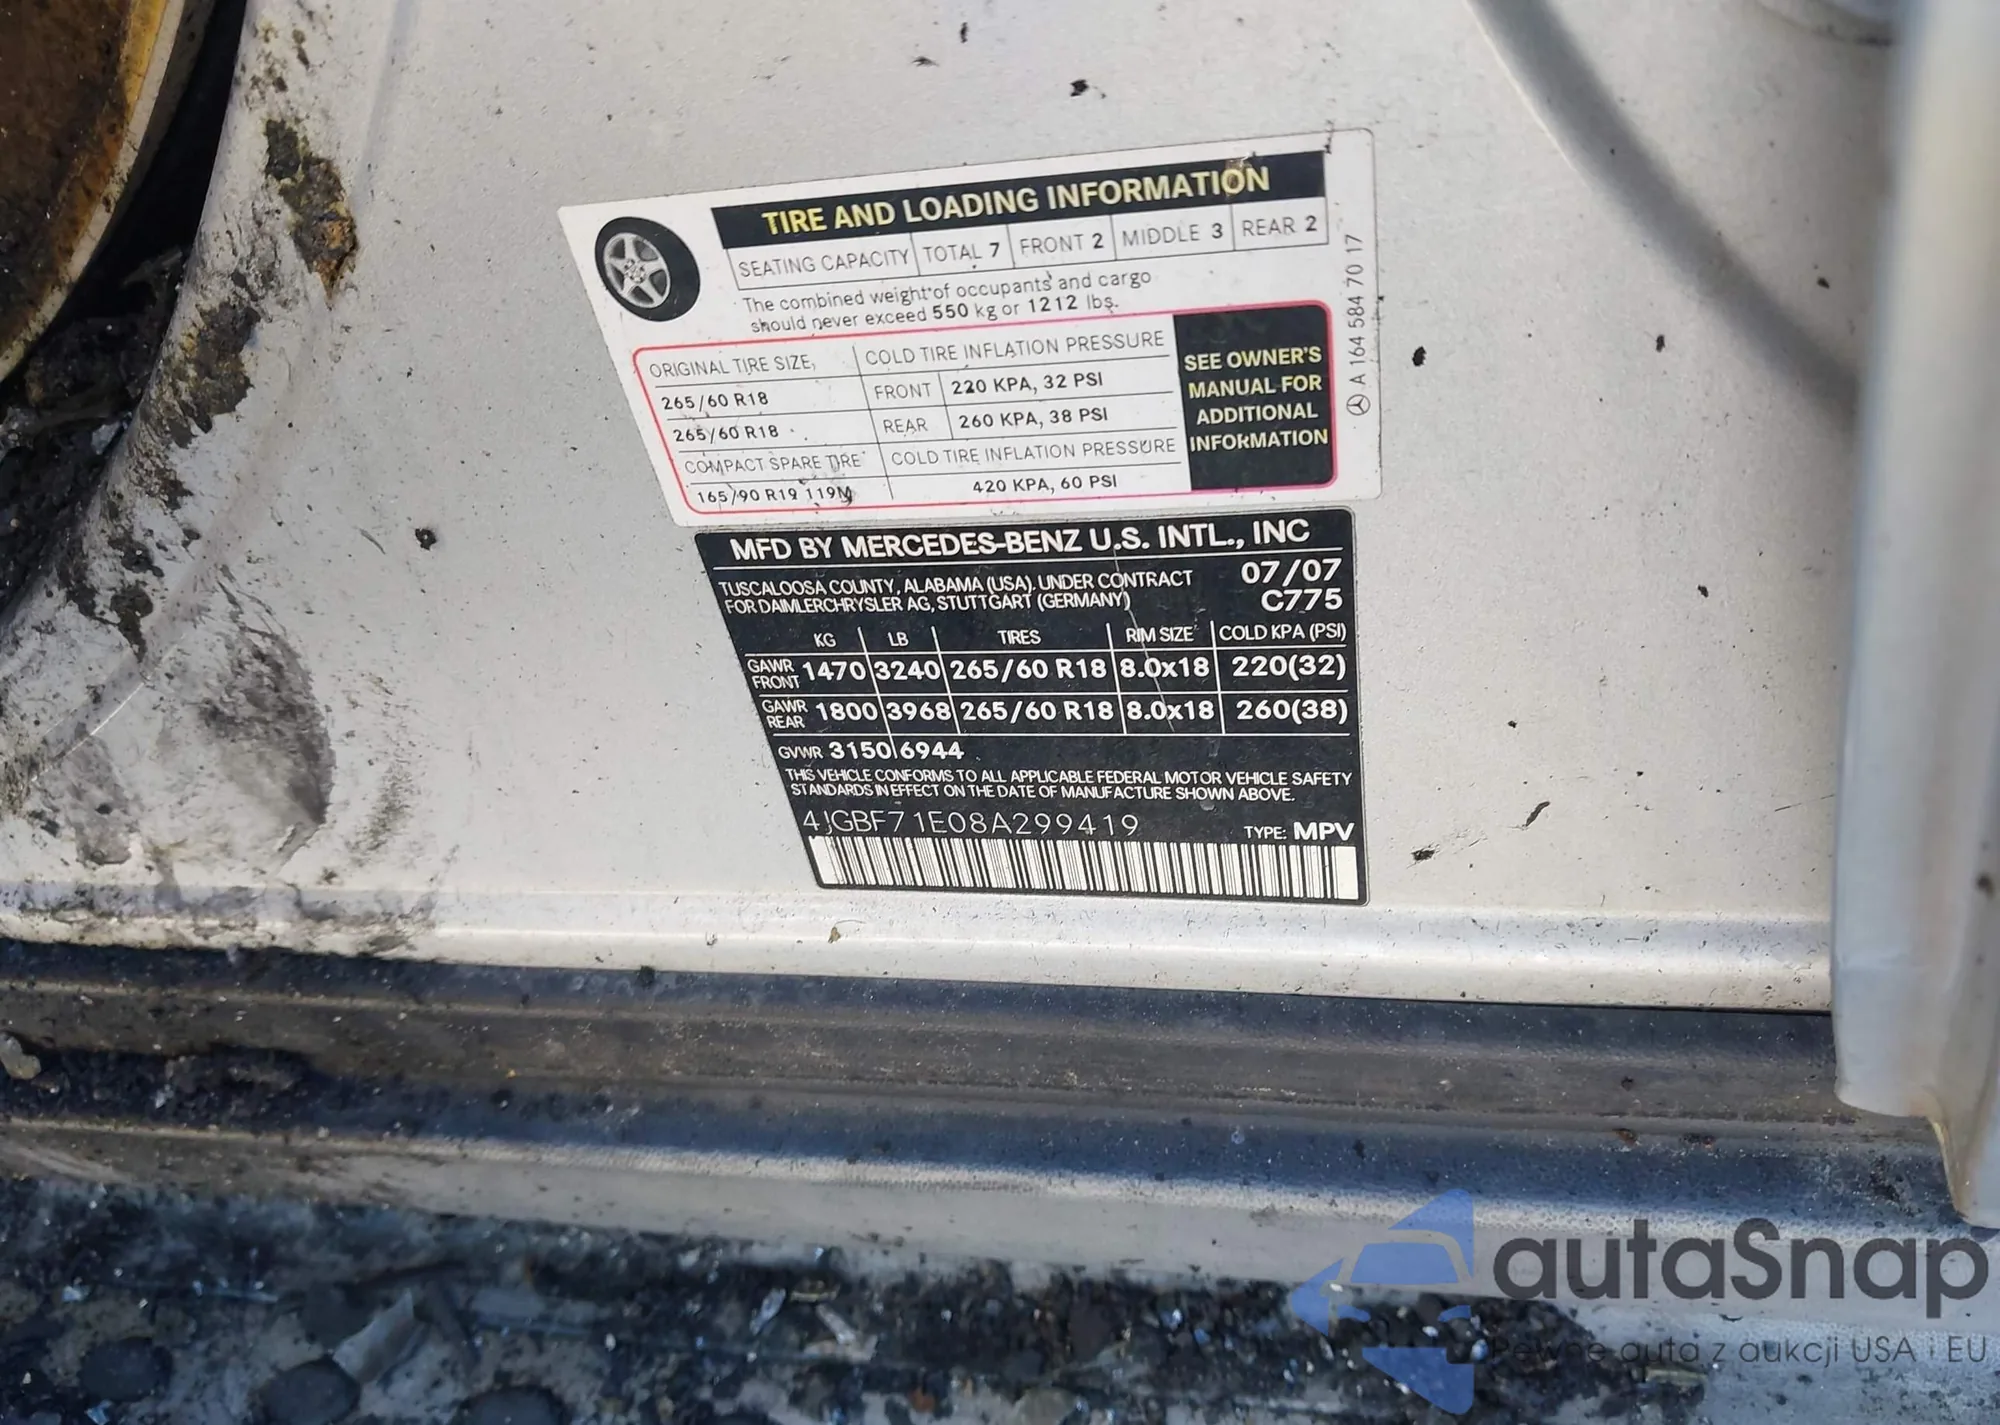 TIRE AND LOADING INFORMATION
SEATING CAPACITY TOTAL 7 FRONT 2 MIDDLE 3 REAR 2
The combined weight of occupants and cargo
should never exceed 550 kg or 1212 lbs.
ORIGINAL TIRE SIZE, COLD TIRE INFLATION PRESSURE
265/60 R18 FRONT 220 KPA, 32 PSI
265/60 R18 REAR 260 KPA, 38 PSI
COMPACT SPARE TIRE COLD TIRE INFLATION PRESSURE
165/90 R19 119M 420 KPA, 60 PSI
SEE OWNER'S
MANUAL FOR
ADDITIONAL
INFORMATION
A 164 584 70 17
MFD BY MERCEDES-BENZ U.S. INTL., INC
TUSCALOOSA COUNTY, ALABAMA (USA). UNDER CONTRACT
FOR DAIMLERCHRYSLER AG, STUTTGART (GERMANY)
07/07
C775
KG LB TIRES RIM SIZE COLD KPA (PSI)
GAWR FRONT 1470 3240 265/60 R18 8.0x18 220(32)
GAWR REAR 1800 3968 265/60 R18 8.0x18 260(38)
GVWR 3150 6944
THIS VEHICLE CONFORMS TO ALL APPLICABLE FEDERAL MOTOR VEHICLE SAFETY
STANDARDS IN EFFECT ON THE DATE OF MANUFACTURE SHOWN ABOVE.
4JGBF71E08A299419 TYPE: MPV
autaSnap
Pewne auta z aukcji USA i EU